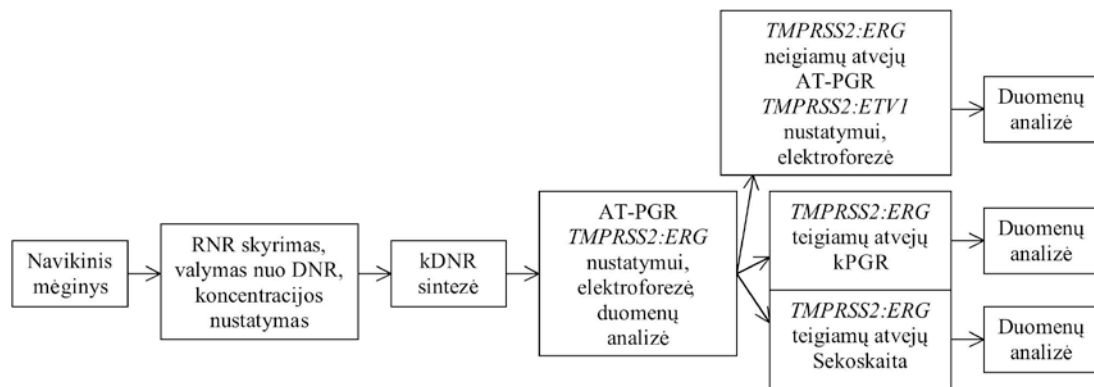 Navikinis
mėginys
RNR skyrimas,
valymas nuo DNR,
koncentracijos
nustatymas
kDNR
sintezė
AT-PGR
TMPRSS2:ERG
nustatymui,
elektroforezė,
duomenų
analizė
TMPRSS2:ERG
neigiamų atvejų
AT-PGR
TMPRSS2:ETV1
nustatymui,
elektroforezė
Duomenų
analizė
TMPRSS2:ERG
teigiamų atvejų
kPGR
Duomenų
analizė
TMPRSS2:ERG
teigiamų atvejų
Sekoskaita
Duomenų
analizė